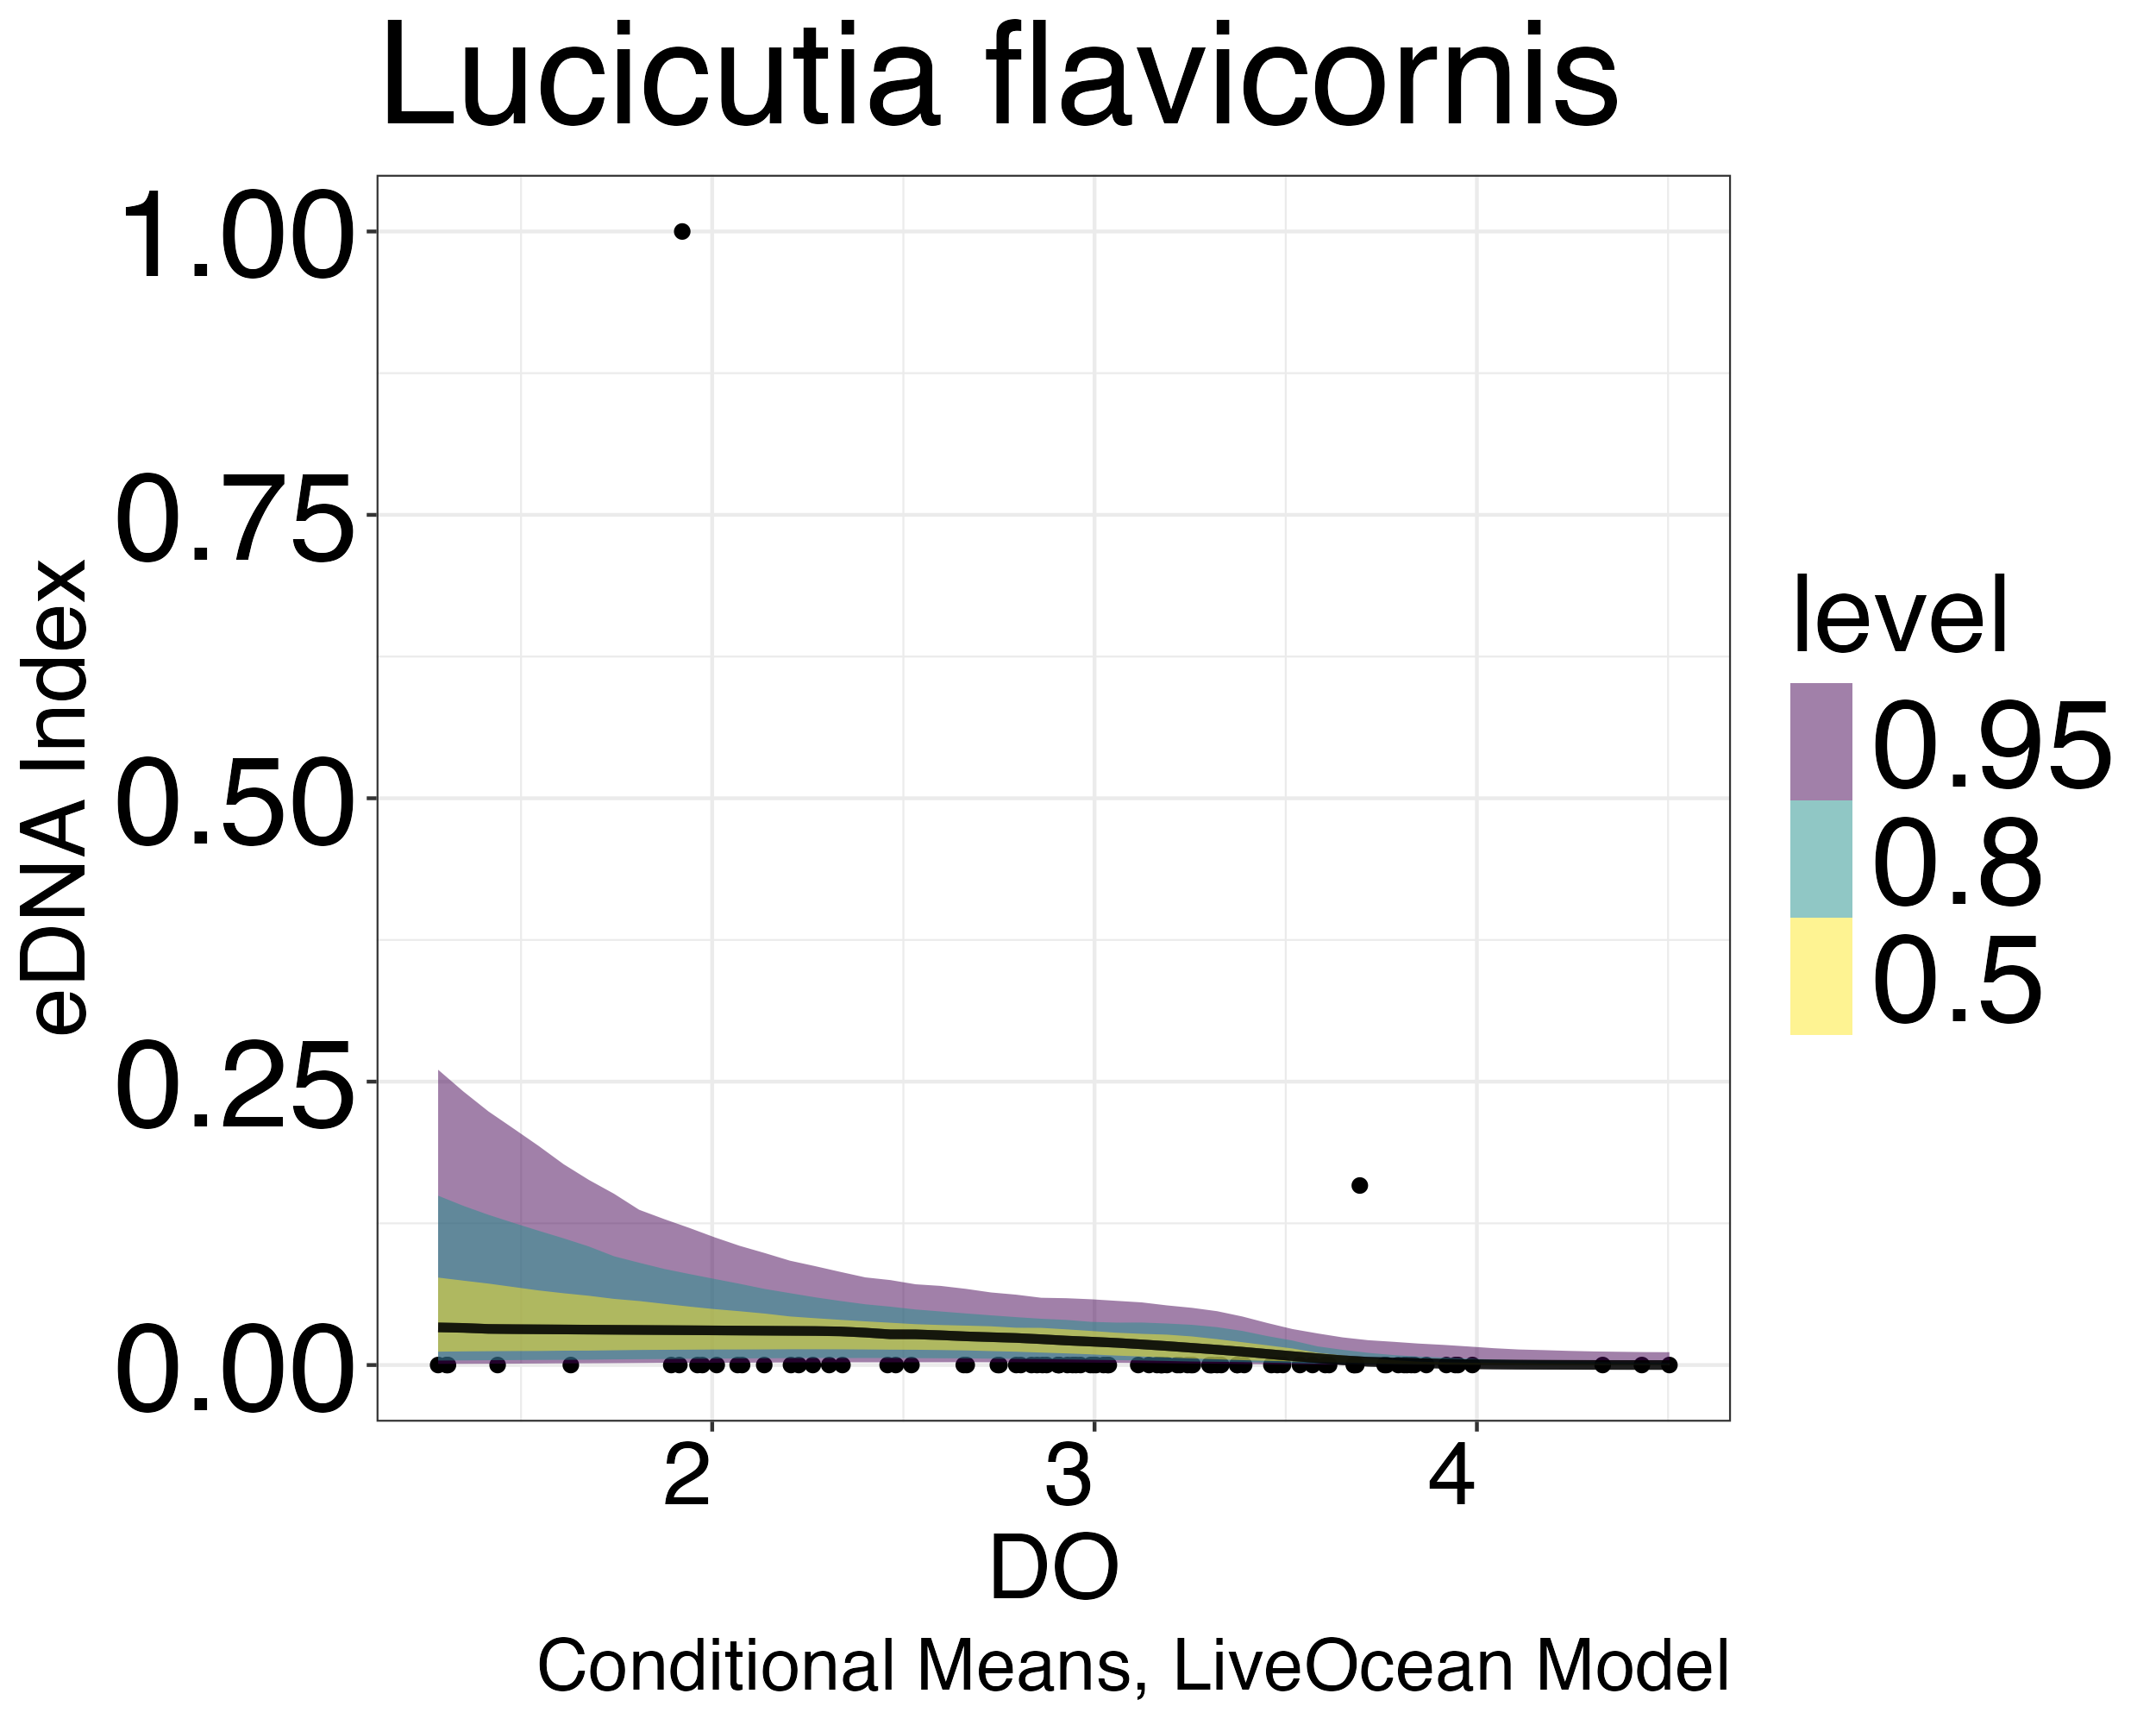 Lucicutia flavicornis
1.00
0.75
0.50
0.25
0.00
eDNA Index
2 3 4
DO
Conditional Means, LiveOcean Model
level
0.95
0.8
0.5